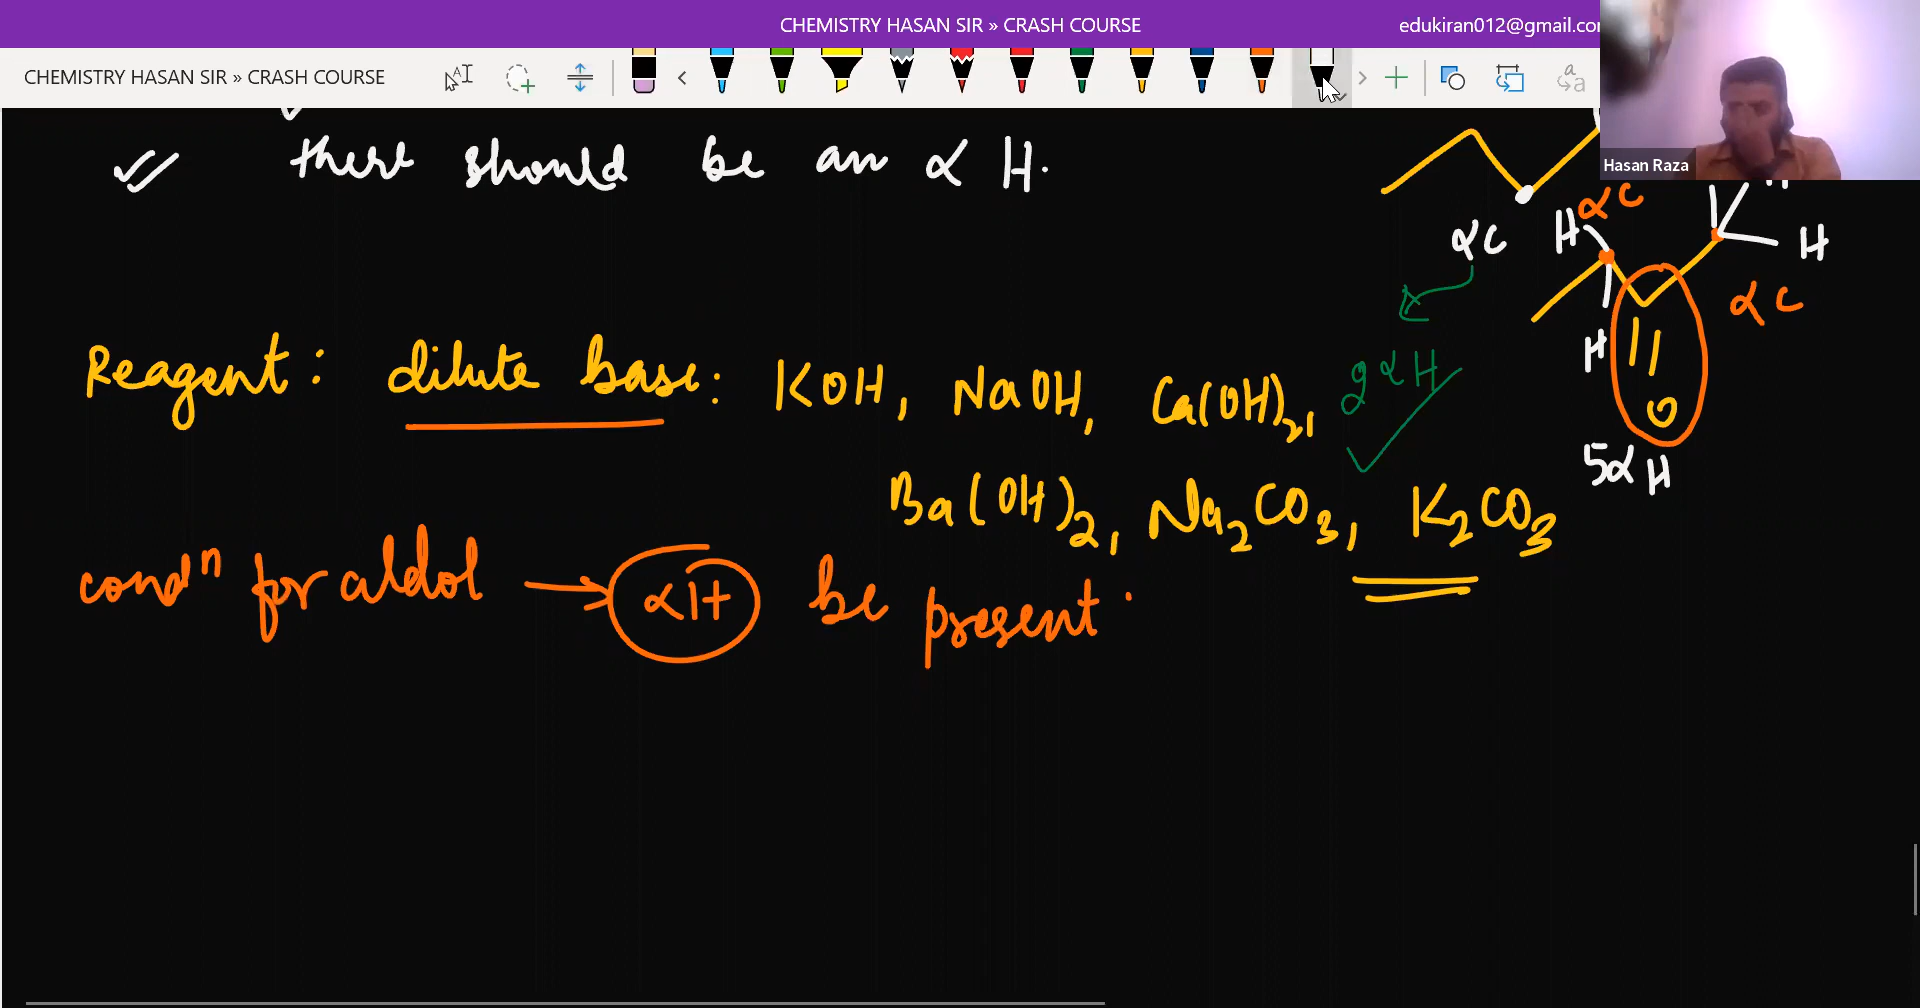 CHEMISTRY HASAN SIR » CRASH COURSE
edukiran012@gmail.co
CHEMISTRY HASAN SIR » CRASH COURSE
Hasan Raza
there should be an α H.
αC
H
αC
H
αC
H
5αH
2αH
Reagent: dilute base: KOH, NaOH, Ca(OH)2,
Ba(OH)2, Na2CO3, K2CO3
condn for aldol → αH be present.
O